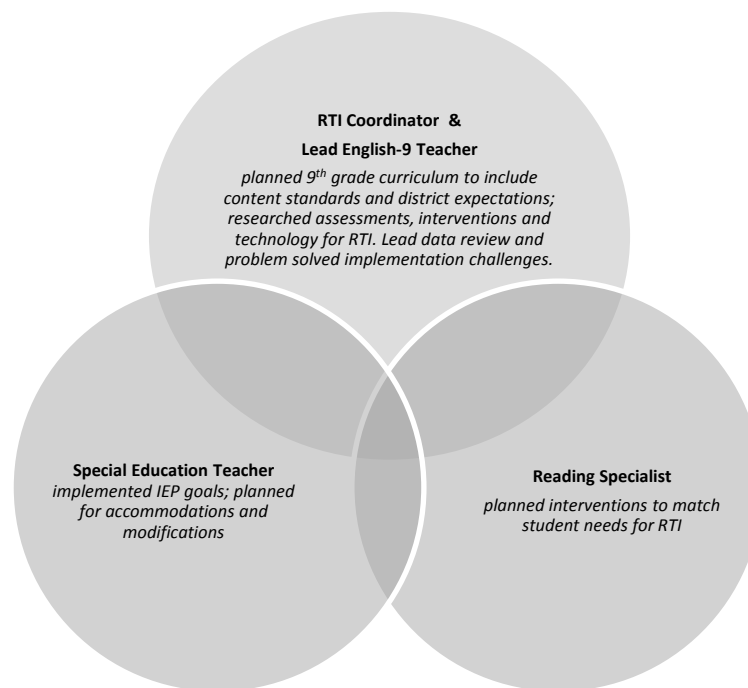 RTI Coordinator &
Lead English-9 Teacher
planned 9th grade curriculum to include
content standards and district expectations;
researched assessments, interventions and
technology for RTI. Lead data review and
problem solved implementation challenges.
Special Education Teacher
implemented IEP goals; planned
for accommodations and
modifications
Reading Specialist
planned interventions to match
student needs for RTI